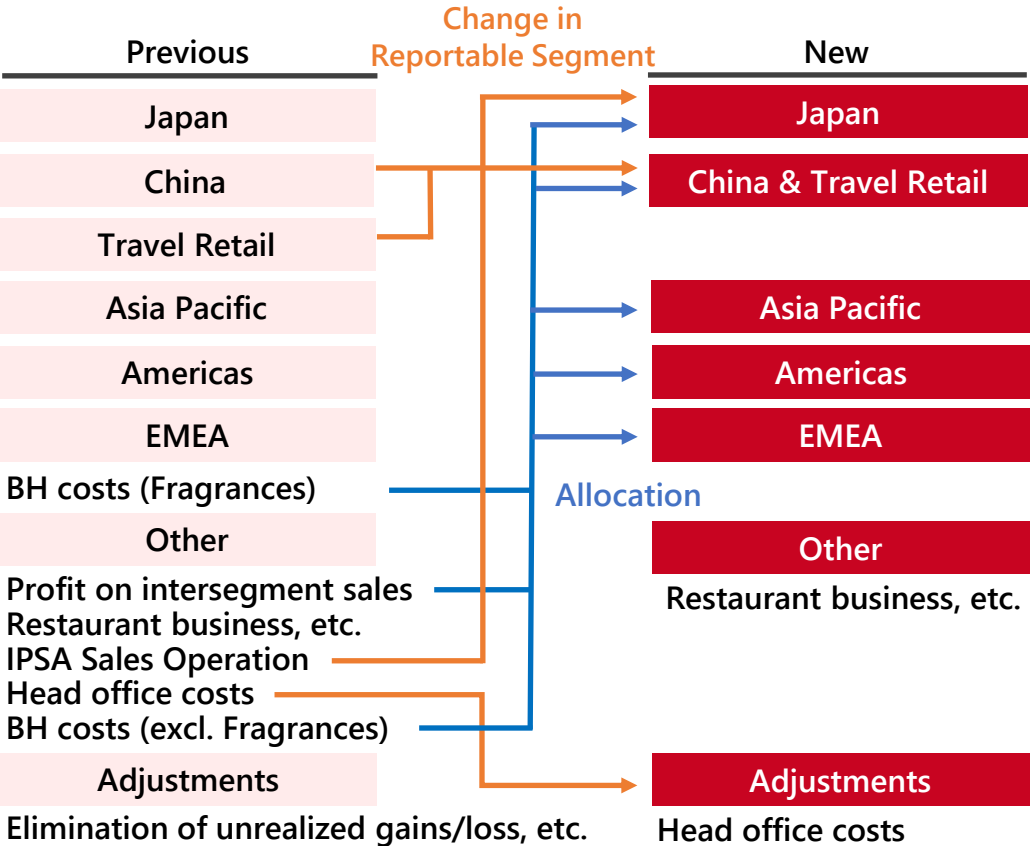 Change in
Reportable Segment
Previous
New
Japan
Japan
China
China & Travel Retail
Travel Retail
Asia Pacific
Asia Pacific
Americas
Americas
EMEA
EMEA
BH costs (Fragrances)
Allocation
Other
Other
Profit on intersegment sales
Restaurant business, etc.
Restaurant business, etc.
IPSA Sales Operation
Head office costs
BH costs (excl. Fragrances)
Adjustments
Adjustments
Elimination of unrealized gains/loss, etc.
Head office costs